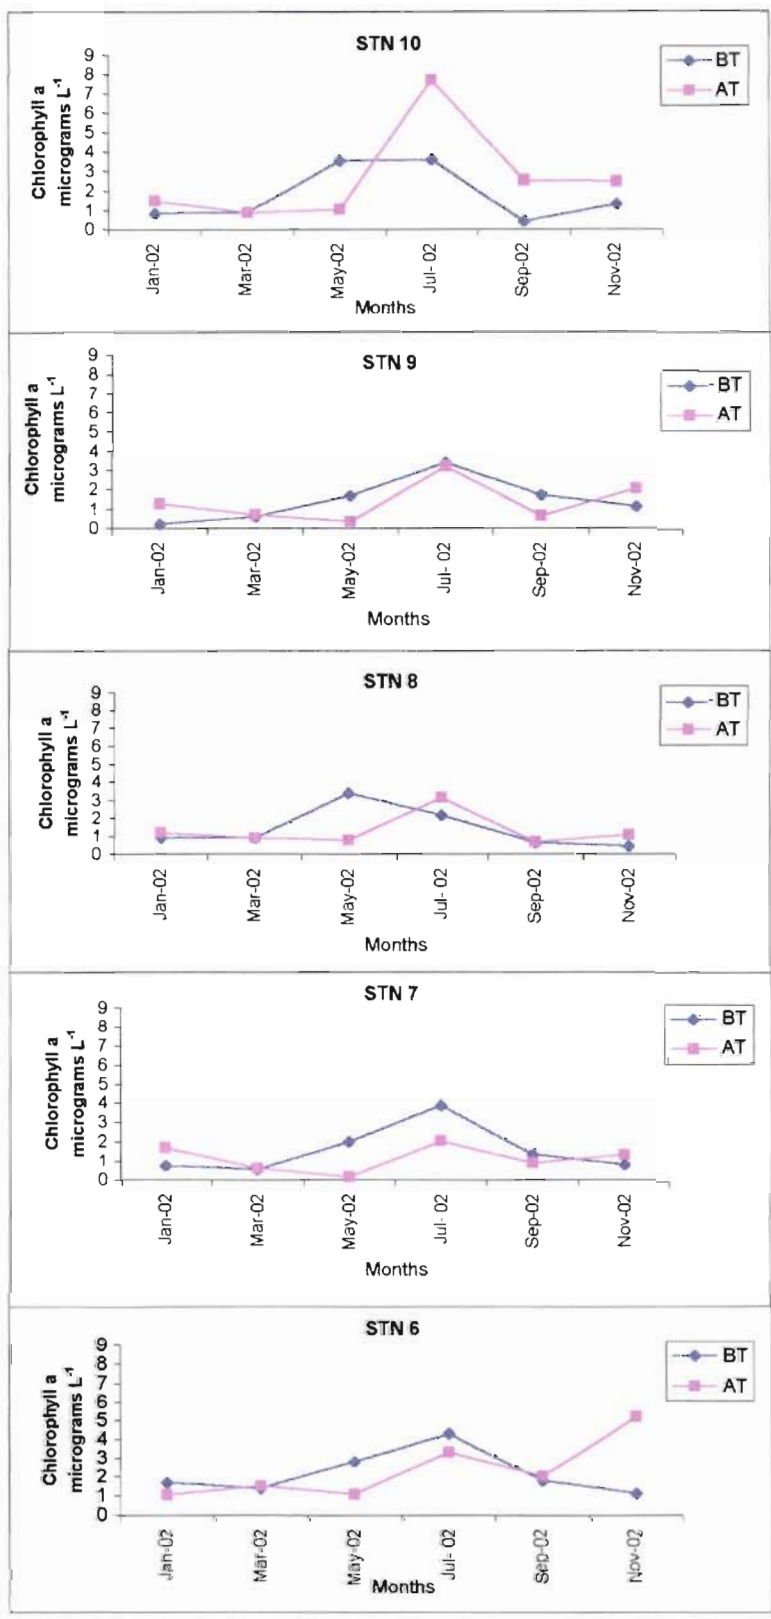 STN 10
Chlorophyll a
micrograms L-1
9
8
7
6
5
4
3
2
1
0
BT
AT
Jan-02
Mar-02
May-02
Jul- 02
Sep-02
Nov-02
Months
STN 9
Chlorophyll a
micrograms L-1
9
8
7
6
5
4
3
2
1
0
BT
AT
Jan-02
Mar-02
May-02
Jul- 02
Sep-02
Nov-02
Months
STN 8
Chlorophyll a
micrograms L-1
9
8
7
6
5
4
3
2
1
0
BT
AT
Jan-02
Mar-02
May-02
Jul- 02
Sep-02
Nov-02
Months
STN 7
Chlorophyll a
micrograms L-1
9
8
7
6
5
4
3
2
1
0
BT
AT
Jan-02
Mar-02
May-02
Jul- 02
Sep-02
Nov-02
Months
STN 6
Chlorophyll a
micrograms L-1
9
8
7
6
5
4
3
2
1
0
BT
AT
Jan-02
Mar-02
May-02
Jul- 02
Sep-02
Nov-02
Months